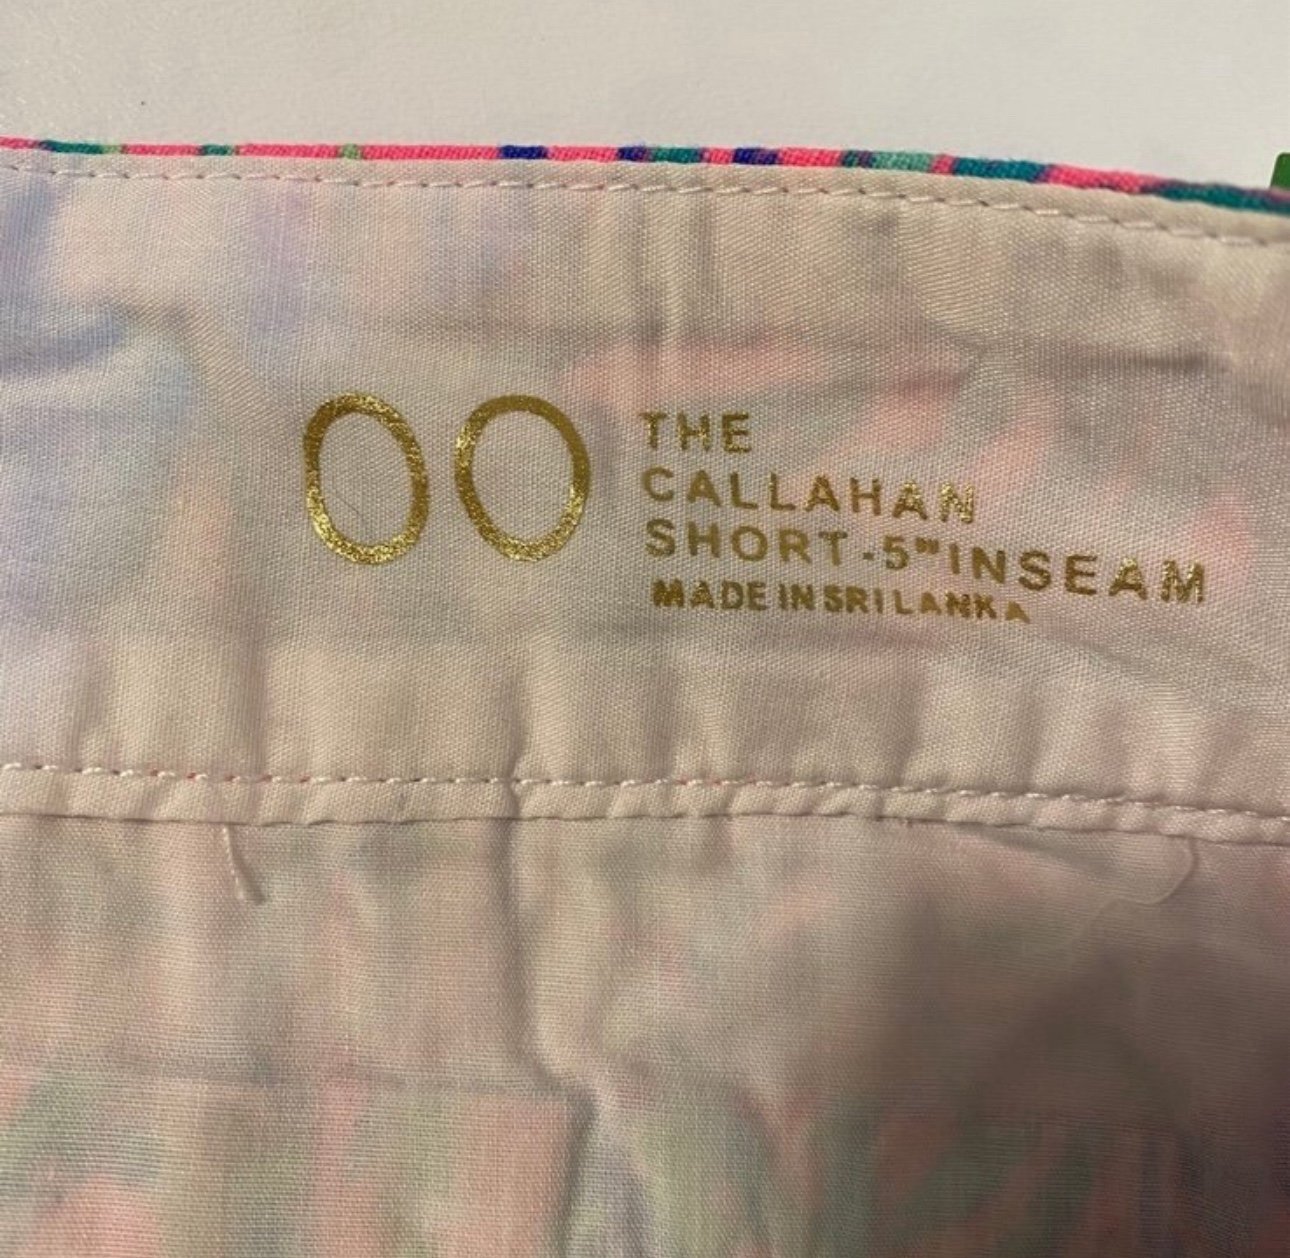 00
THE
CALLAHAN
SHORT-5"INSEAM
MADE IN SRI LANKA